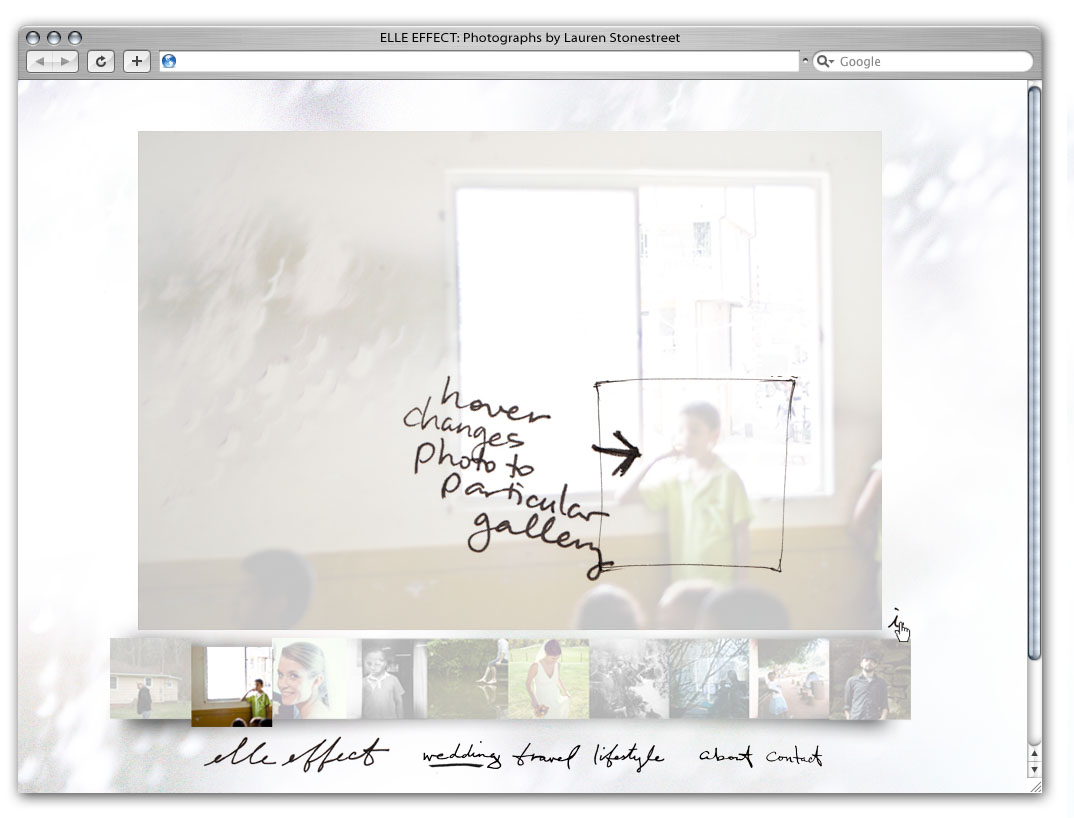 ELLE EFFECT: Photographs by Lauren Stonestreet
Google
hover
changes
photo to
particular
gallery
i
elle effect wedding travel lifestyle about contact